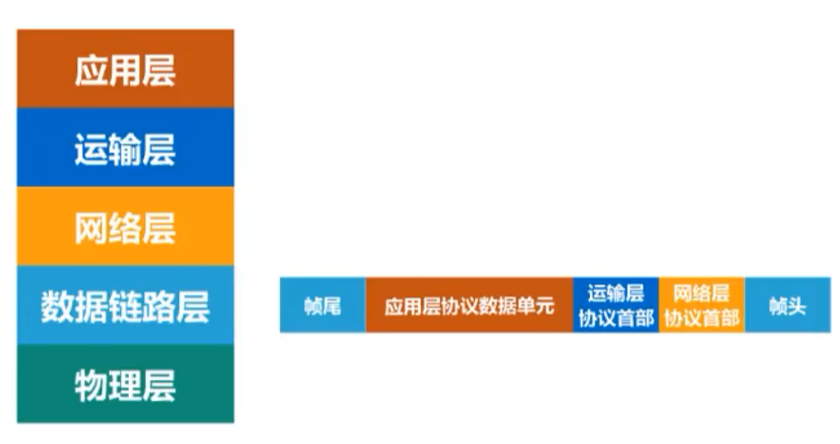 应用层
运输层
网络层
数据链路层
物理层
帧尾
应用层协议数据单元
运输层
协议首部
网络层
协议首部
帧头